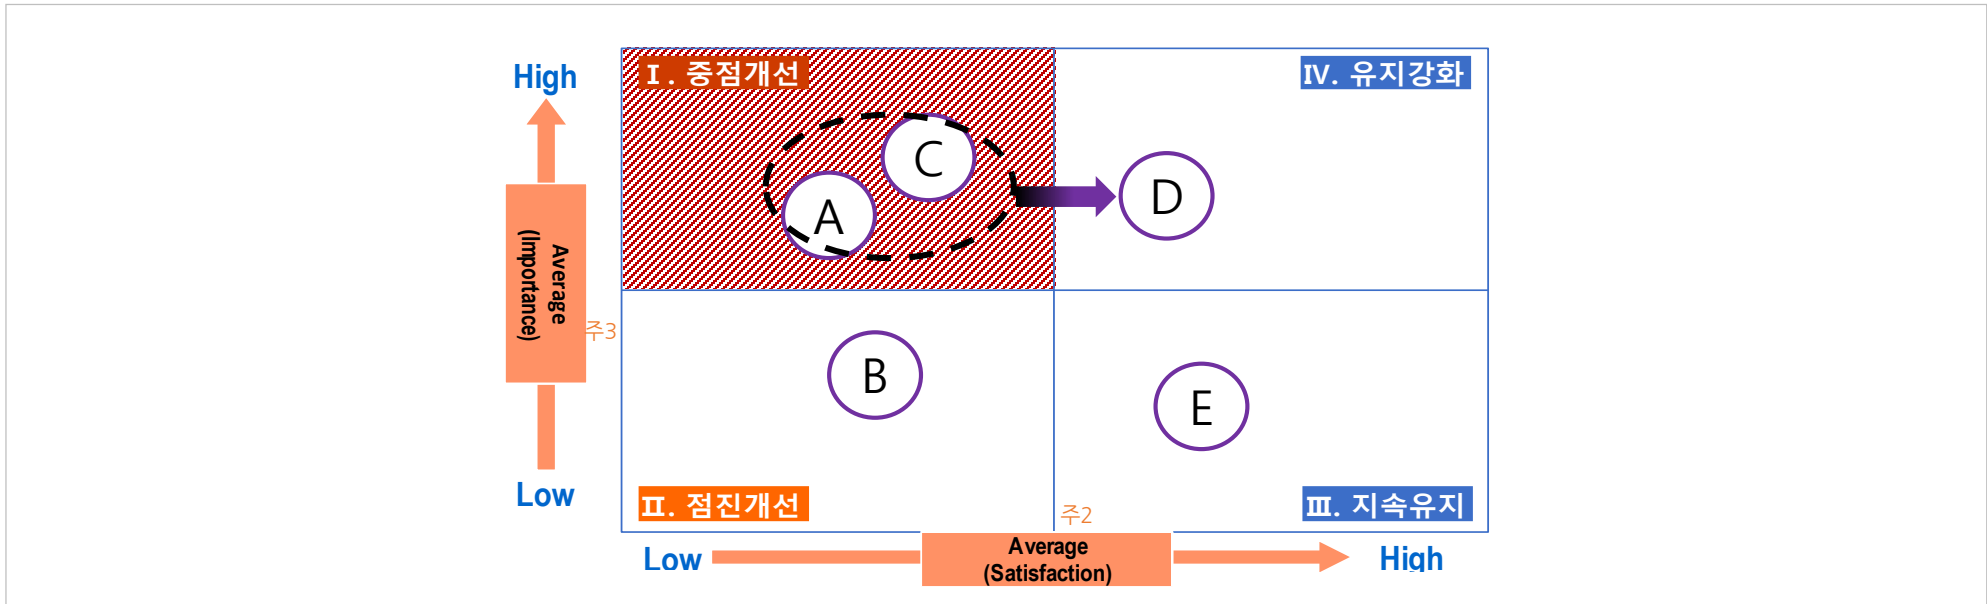 High
Ⅰ. 중점개선
Ⅳ. 유지강화
C
A
D
Average
(Importance)
주3
B
E
Low
Ⅱ. 점진개선
Ⅲ. 지속유지
주2
Low
Average
(Satisfaction)
High